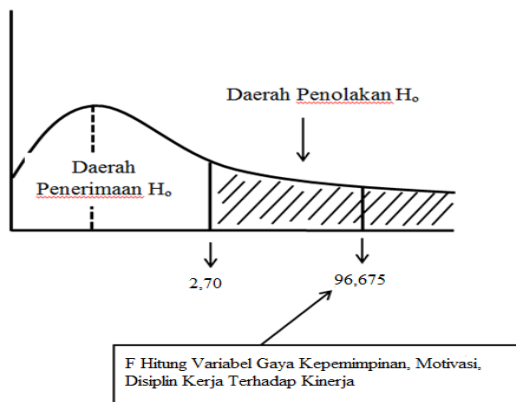 Daerah Penolakan Hₒ
Daerah
Penerimaan Hₒ
2,70
96,675
F Hitung Variabel Gaya Kepemimpinan, Motivasi,
Disiplin Kerja Terhadap Kinerja